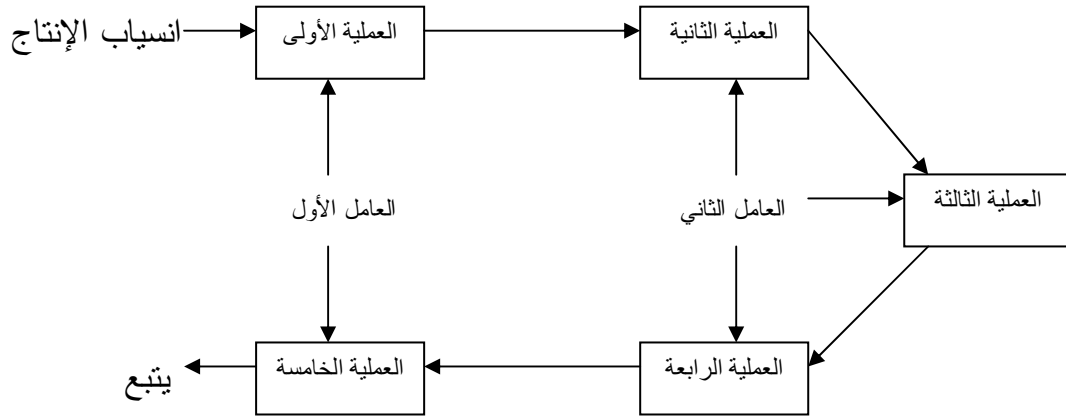 انسياب الإنتاج
العملية الأولى
العملية الثانية
العملية الثالثة
العامل الأول
العامل الثاني
العملية الرابعة
العملية الخامسة
يتبع